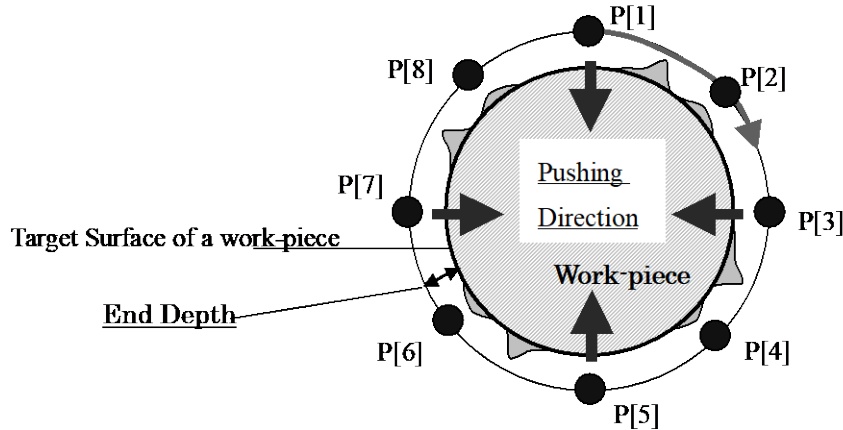 P[1]
P[8]
P[2]
Pushing
P[7]
Direction
P[3]
Target Surface of a work-piece
Work-piece
End Depth
P[6]
P[4]
P[5]